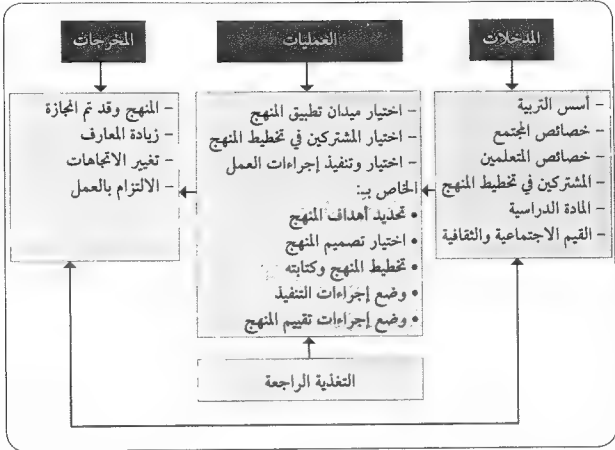 المدخلات
- أسس التربية
- خصائص المجتمع
- خصائص المتعلمين
- المشتركين في تخطيط المنهج
- المادة الدراسية
- القيم الاجتماعية والثقافية
العمليات
- اختيار ميدان تطبيق المنهج
- اختيار المشتركين في تخطيط المنهج
- اختيار وتنفيذ إجراءات العمل
الخاص بـ:
• تحديد أهداف المنهج
• اختيار تصميم المنهج
• تخطيط المنهج وكتابته
• وضع إجراءات التنفيذ
• وضع إجراءات تقييم المنهج
المخرجات
- المنهج وقد تم انجازة
- زيادة المعارف
- تغيير الاتجاهات
- الالتزام بالعمل
التغذية الراجعة